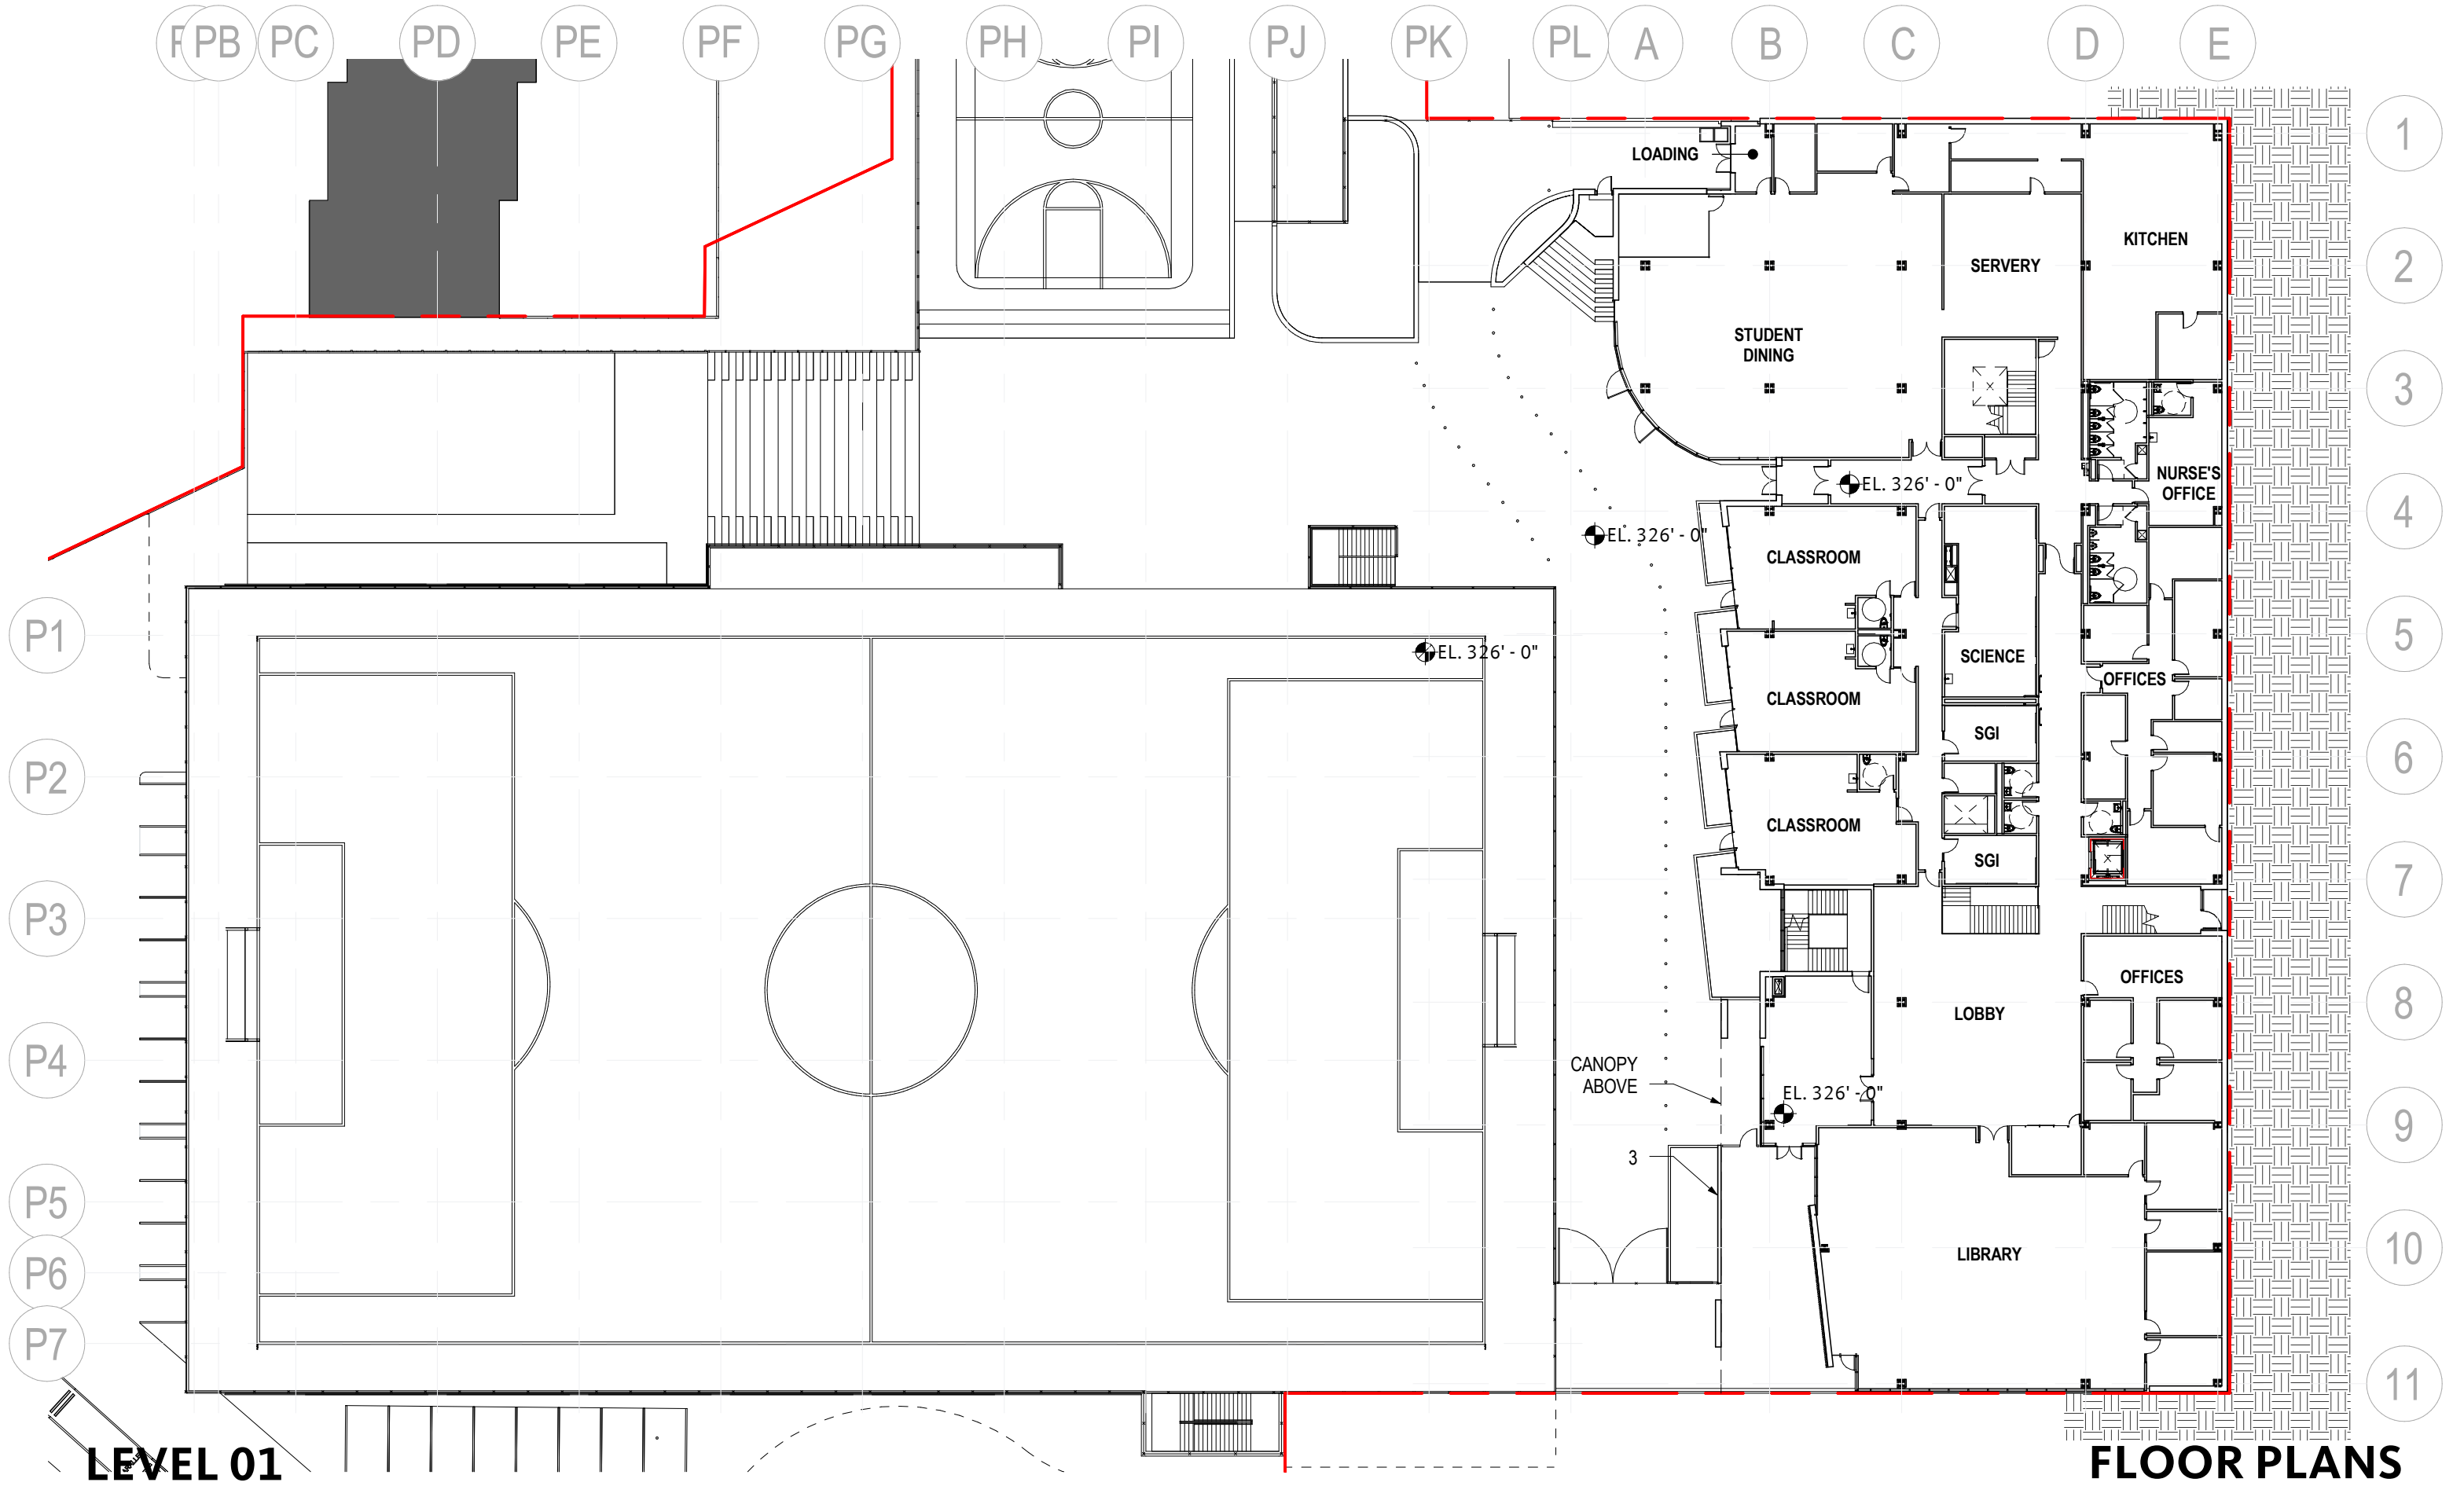 PB PC PD PE PF PG PH PI PJ PK PL A B C D E
1
LOADING
KITCHEN
2
SERVERY
STUDENT
DINING
3
NURSE'S
OFFICE
EL. 326' - 0"
4
EL. 326' - 0"
CLASSROOM
P1
5
EL. 326' - 0"
SCIENCE
OFFICES
CLASSROOM
SGI
6
P2
CLASSROOM
SGI
7
P3
OFFICES
8
LOBBY
P4
CANOPY
ABOVE
EL. 326' - 0"
9
3
P5
10
LIBRARY
P6
P7
11
LEVEL 01
FLOOR PLANS